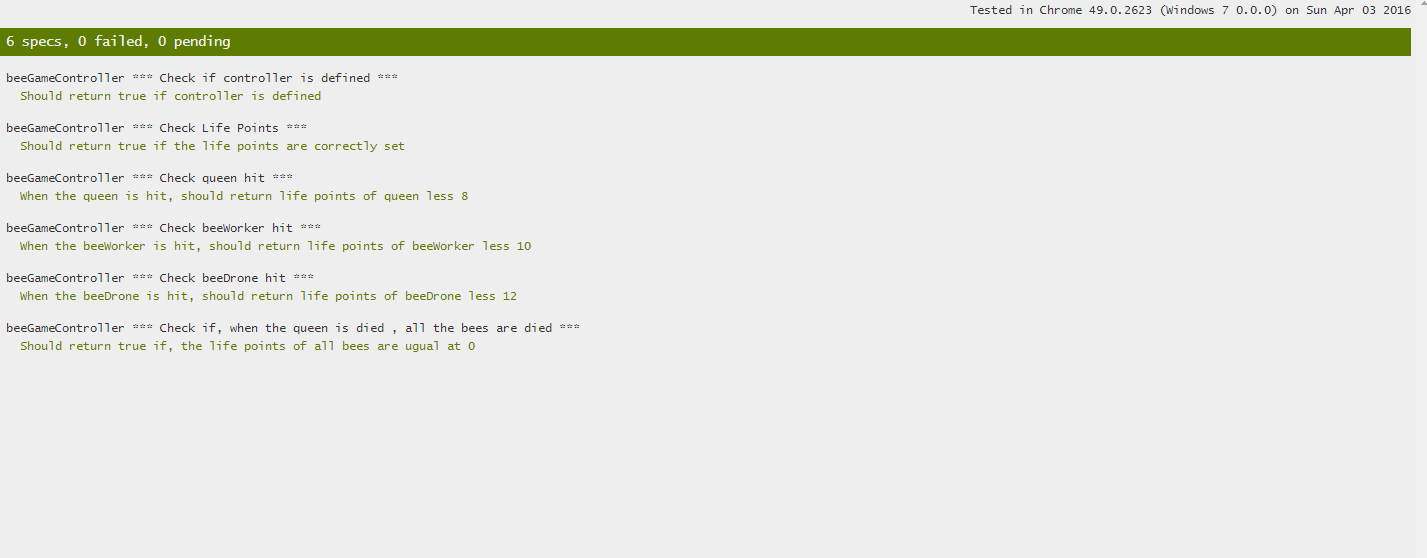 Tested in Chrome 49.0.2623 (Windows 7 0.0.0) on Sun Apr 03 2016
6 specs, 0 failed, 0 pending
beeGameController *** Check if controller is defined ***
Should return true if controller is defined
beeGameController *** Check Life Points ***
Should return true if the life points are correctly set
beeGameController *** Check queen hit ***
When the queen is hit, should return life points of queen less 8
beeGameController *** Check beeWorker hit ***
When the beeWorker is hit, should return life points of beeWorker less 10
beeGameController *** Check beeDrone hit ***
When the beeDrone is hit, should return life points of beeDrone less 12
beeGameController *** Check if, when the queen is died , all the bees are died ***
Should return true if, the life points of all bees are ugual at 0